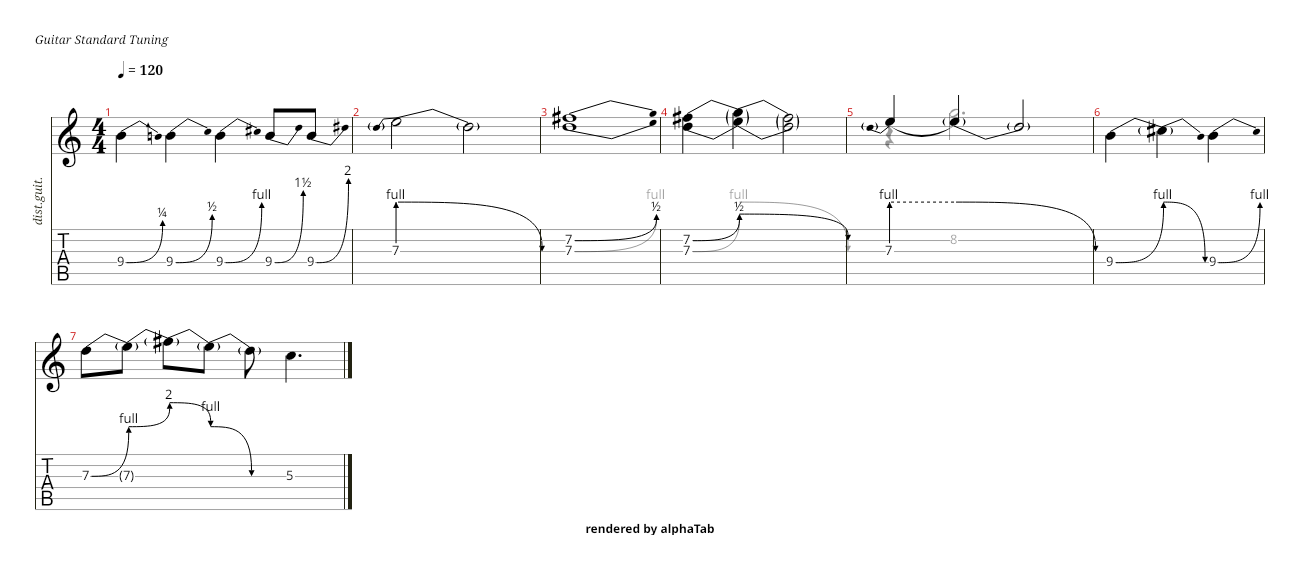 Guitar Standard Tuning
= 120
1 2 3 4 5 6
4
4
dist.guit.
¼ ½ full 1½ 2 full full ½ full ½ full full full
T
A
B
9 9 9 9 9 7 7 7 7 7 7 8 9 9
7
full 2 full
T
A
B
7 (7) 5
rendered by alphaTab